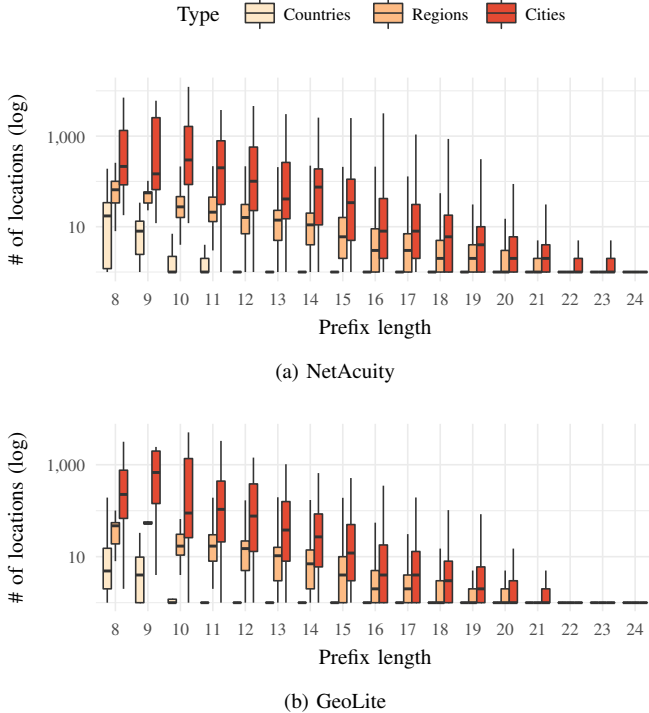 Type Countries Regions Cities
# of locations (log)
1,000
10
8 9 10 11 12 13 14 15 16 17 18 19 20 21 22 23 24
Prefix length
(a) NetAcuity
# of locations (log)
1,000
10
8 9 10 11 12 13 14 15 16 17 18 19 20 21 22 23 24
Prefix length
(b) GeoLite